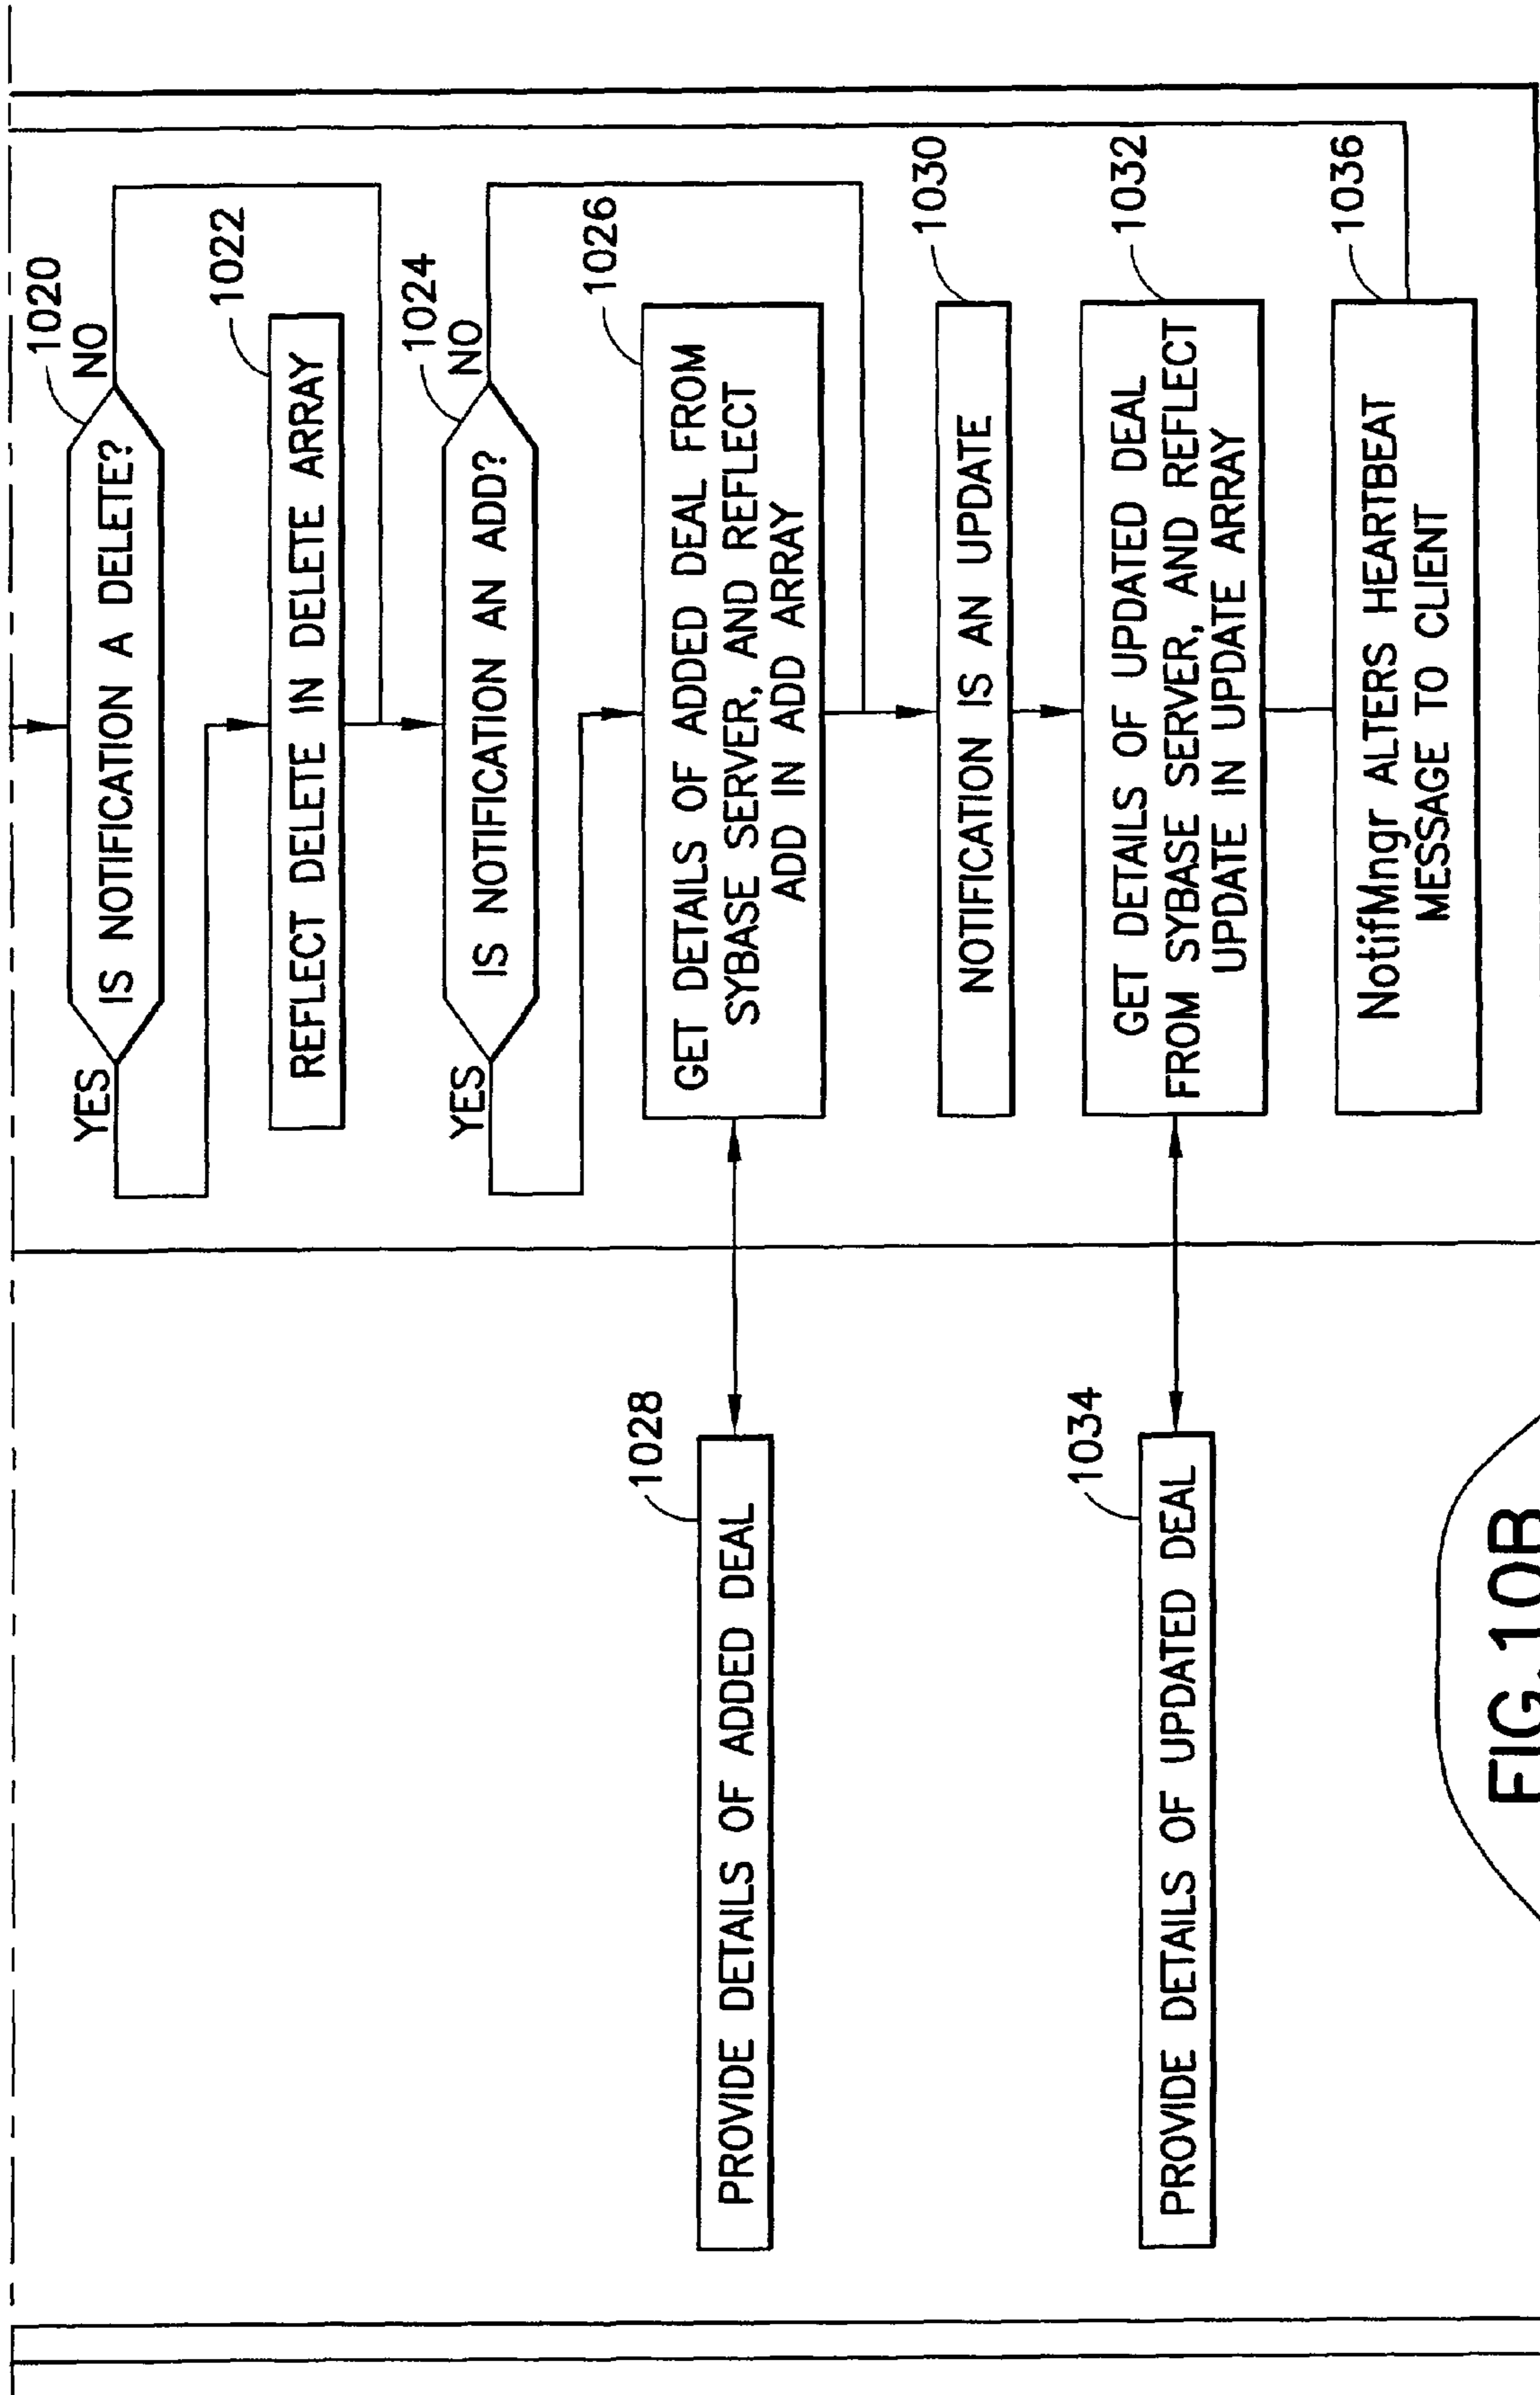 1020
YES
IS NOTIFICATION A DELETE?
NO
1022
REFLECT DELETE IN DELETE ARRAY
1024
YES
IS NOTIFICATION AN ADD?
NO
1026
GET DETAILS OF ADDED DEAL FROM
SYBASE SERVER, AND REFLECT
ADD IN ADD ARRAY
1028
PROVIDE DETAILS OF ADDED DEAL
1030
NOTIFICATION IS AN UPDATE
1032
GET DETAILS OF UPDATED DEAL
FROM SYBASE SERVER, AND REFLECT
UPDATE IN UPDATE ARRAY
1034
PROVIDE DETAILS OF UPDATED DEAL
1036
NotifMngr ALTERS HEARTBEAT
MESSAGE TO CLIENT
FIG.10B